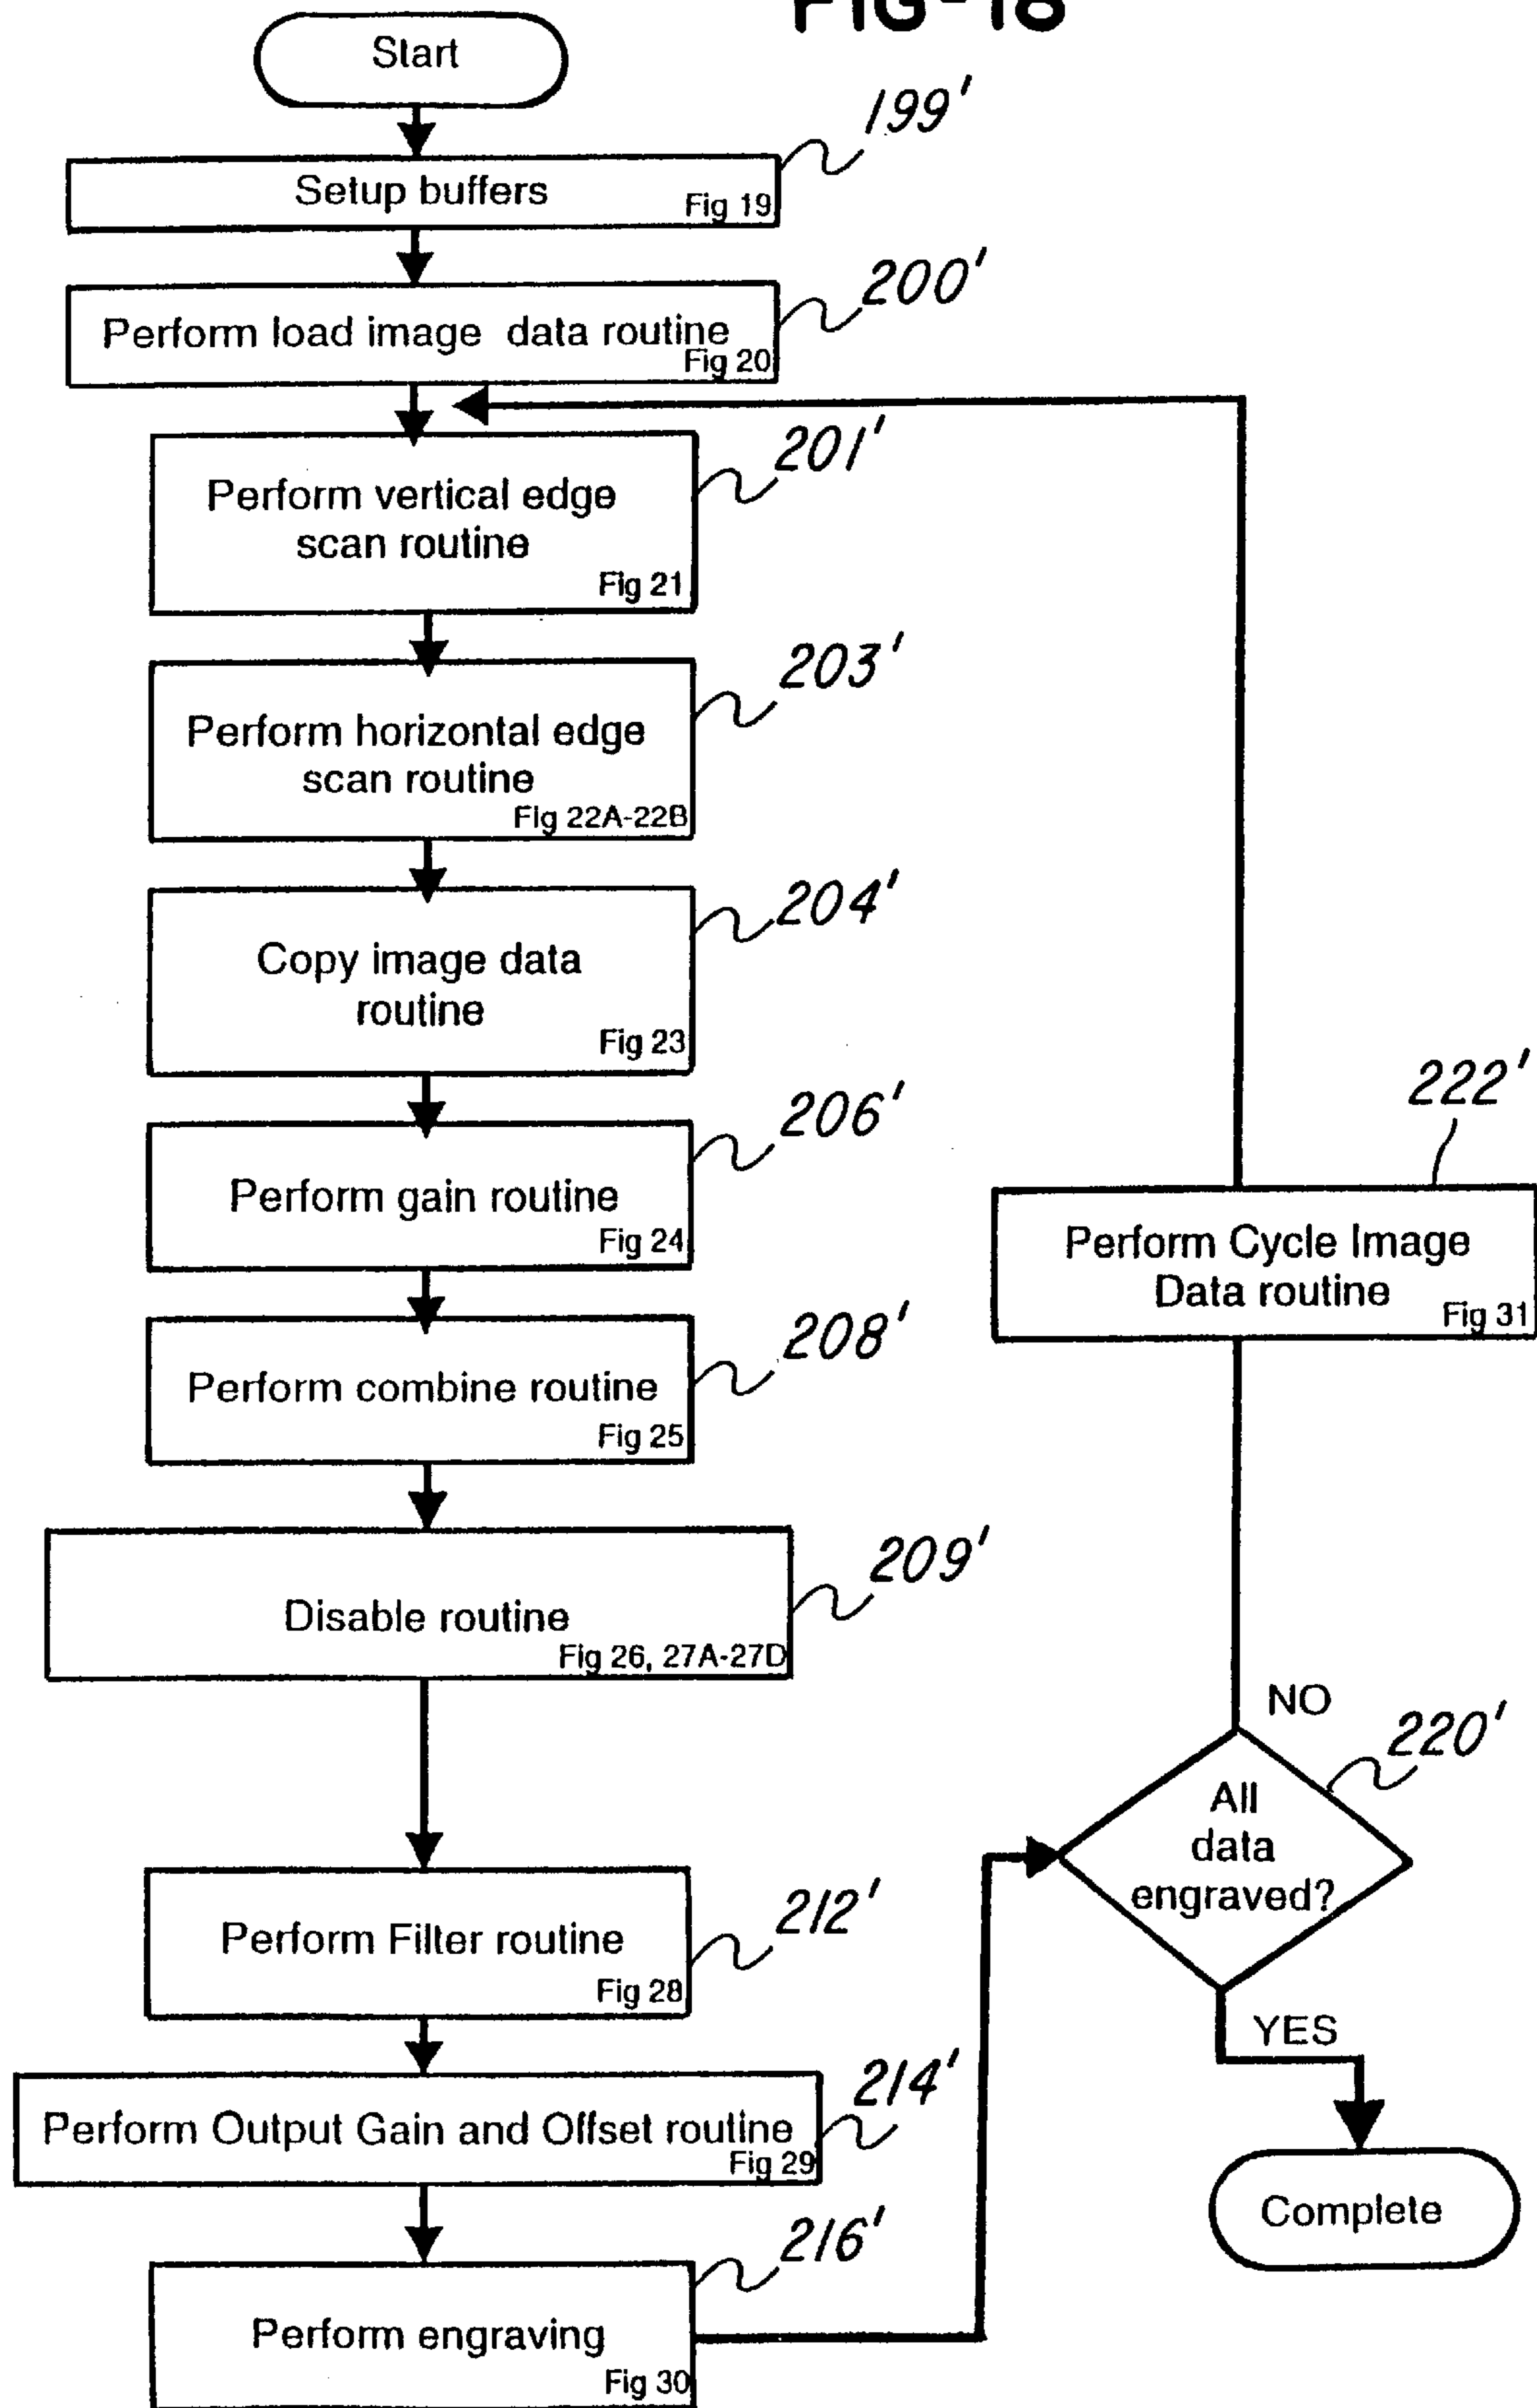 FIG-18
Start
199'
Setup buffers
Fig 19
200'
Perform load image data routine
Fig 20
201'
Perform vertical edge
scan routine
Fig 21
203'
Perform horizontal edge
scan routine
Fig 22A-22B
204'
Copy image data
routine
Fig 23
206'
Perform gain routine
Fig 24
208'
Perform combine routine
Fig 25
209'
Disable routine
Fig 26, 27A-27D
212'
Perform Filter routine
Fig 28
214'
Perform Output Gain and Offset routine
Fig 29
216'
Perform engraving
Fig 30
222'
Perform Cycle Image
Data routine
Fig 31
NO
220'
All
data
engraved?
YES
Complete